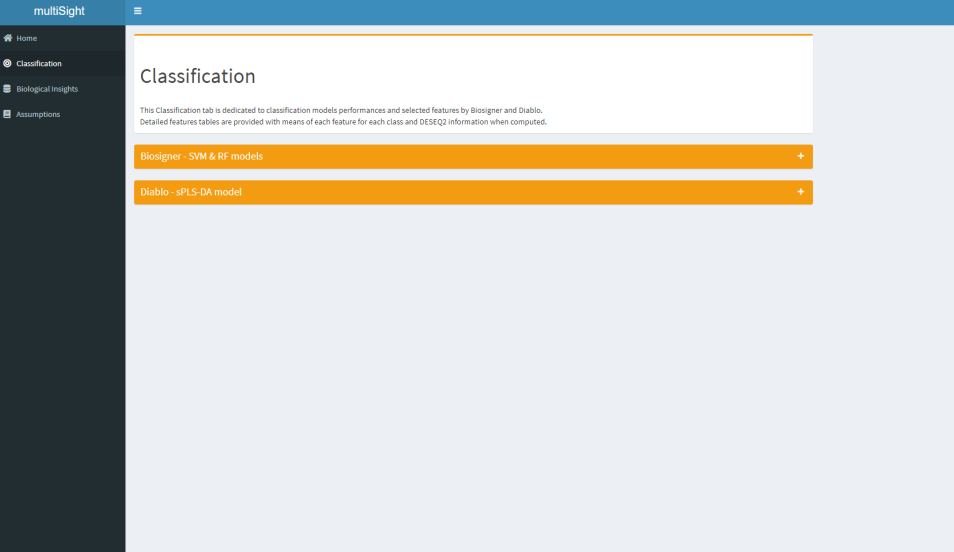 multiSight
Home
Classification
Biological Insights
Assumptions
Classification
This Classification tab is dedicated to classification models performances and selected features by Biosigner and Diablo.
Detailed features tables are provided with means of each feature for each class and DESEQ2 information when computed.
Biosigner - SVM & RF models
Diablo - sPLS-DA model